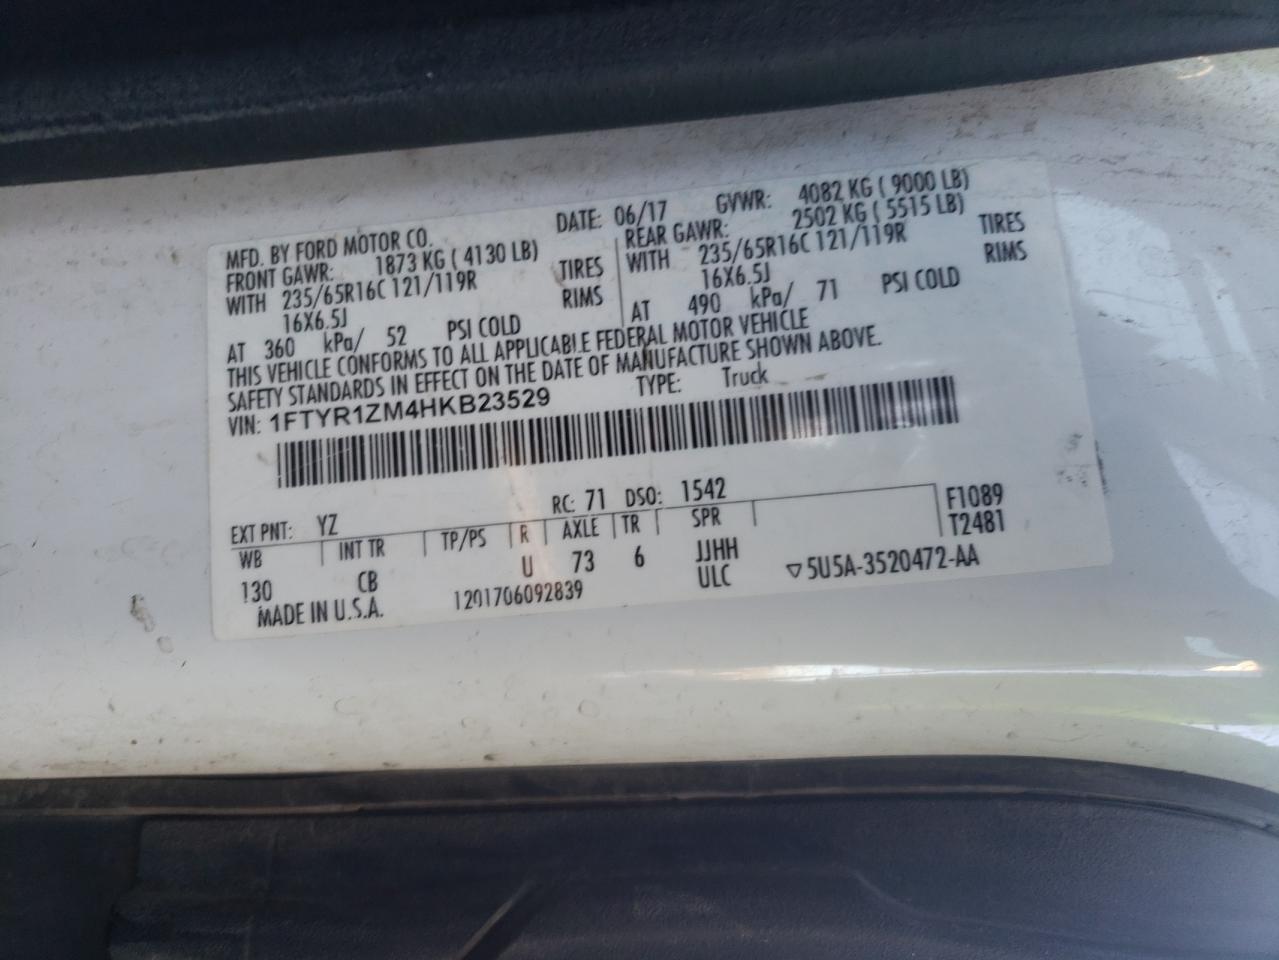 MFD. BY FORD MOTOR CO.
DATE: 06/17 GVWR: 4082 KG ( 9000 LB)
FRONT GAWR: 1873 KG ( 4130 LB)
WITH 235/65R16C 121/119R TIRES
16X6.5J RIMS
AT 360 kPa/ 52 PSI COLD
REAR GAWR: 2502 KG ( 5515 LB)
WITH 235/65R16C 121/119R TIRES
16X6.5J RIMS
AT 490 kPa/ 71 PSI COLD
THIS VEHICLE CONFORMS TO ALL APPLICABLE FEDERAL MOTOR VEHICLE
SAFETY STANDARDS IN EFFECT ON THE DATE OF MANUFACTURE SHOWN ABOVE.
VIN: 1FTYR1ZM4HKB23529 TYPE: Truck
EXT PNT: YZ RC: 71 DSO: 1542
WB INT TR TP/PS R AXLE TR SPR F1089
T2481
130 CB U 73 6 JJHH
ULC ▽5U5A-3520472-AA
MADE IN U.S.A. 1201706092839